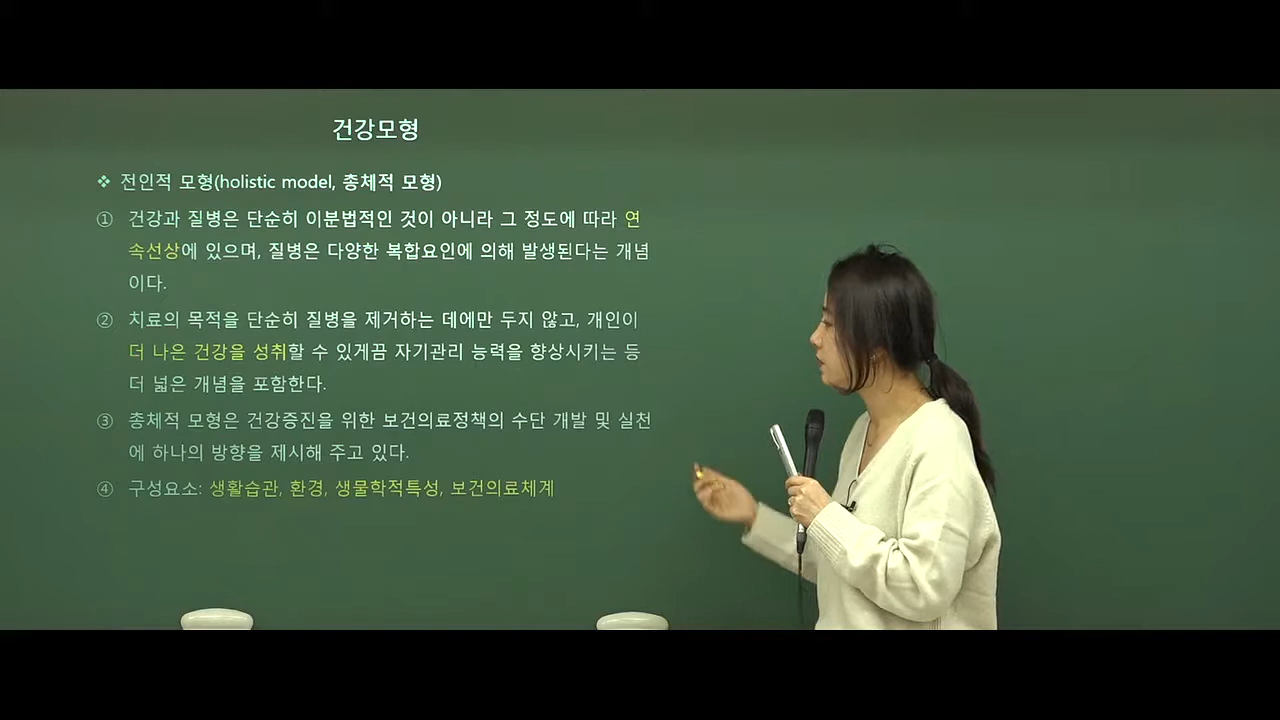 건강모형
❖ 전인적 모형(holistic model, 총체적 모형)
① 건강과 질병은 단순히 이분법적인 것이 아니라 그 정도에 따라 연
속선상에 있으며, 질병은 다양한 복합요인에 의해 발생된다는 개념
이다.
② 치료의 목적을 단순히 질병을 제거하는 데에만 두지 않고, 개인이
더 나은 건강을 성취할 수 있게끔 자기관리 능력을 향상시키는 등
더 넓은 개념을 포함한다.
③ 총체적 모형은 건강증진을 위한 보건의료정책의 수단 개발 및 실천
에 하나의 방향을 제시해 주고 있다.
④ 구성요소: 생활습관, 환경, 생물학적특성, 보건의료체계